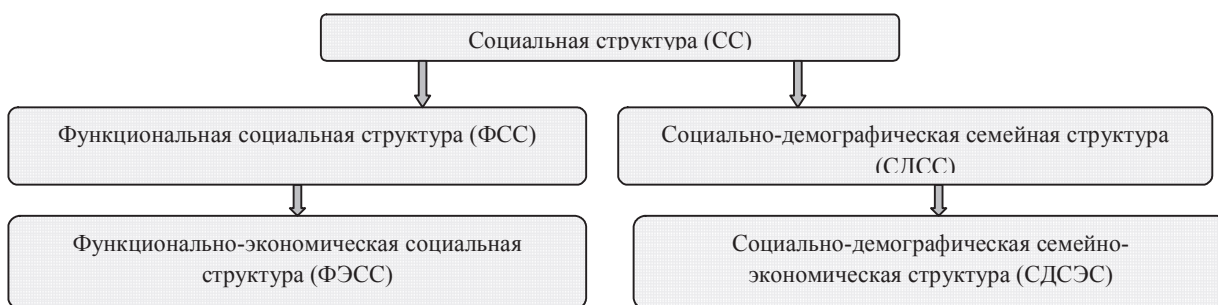 Социальная структура (СС)
Функциональная социальная структура (ФСС)
Социально-демографическая семейная структура
(СДСС)
Функционально-экономическая социальная
структура (ФЭСС)
Социально-демографическая семейно-
экономическая структура (СДСЭС)